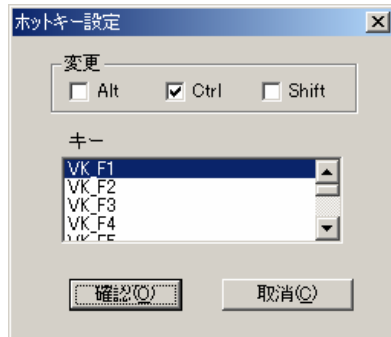 ホットキー設定
変更
Alt
Ctrl
Shift
キー
VK_F1
VK_F2
VK_F3
VK_F4
確認(O)
取消(C)